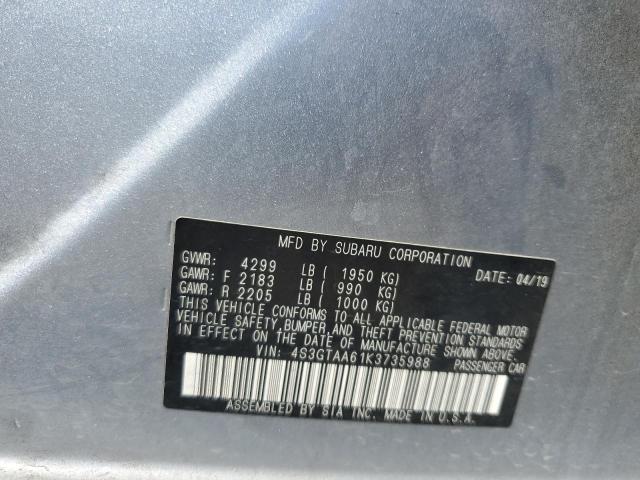 MFD BY SUBARU CORPORATION
GVWR: 4299 LB ( 1950 KG) DATE: 04/19
GAWR: F 2183 LB ( 990 KG)
GAWR: R 2205 LB ( 1000 KG)
THIS VEHICLE CONFORMS TO ALL APPLICABLE FEDERAL MOTOR
VEHICLE SAFETY, BUMPER, AND THEFT PREVENTION STANDARDS
IN EFFECT ON THE DATE OF MANUFACTURE SHOWN ABOVE.
VIN: 4S3GTAA61K3735986 PASSENGER CAR
ASSEMBLED BY SIA INC. MADE IN U.S.A.